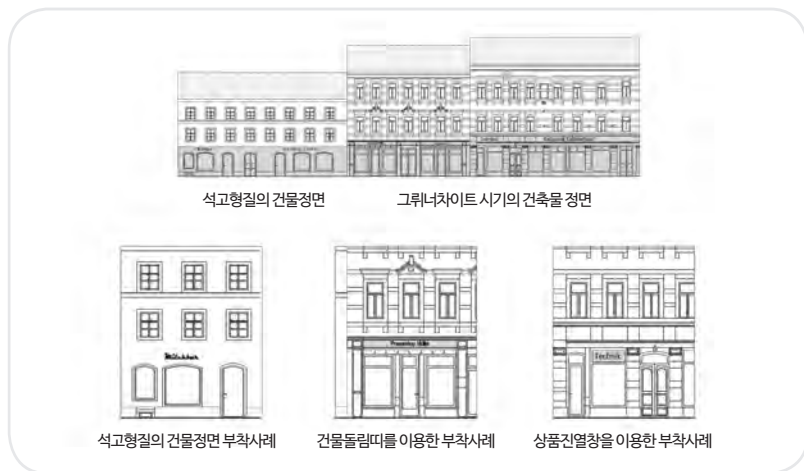 석고형질의 건물정면
그뤼너차이트 시기의 건축물 정면
Technik
석고형질의 건물정면 부착사례
건물돌림띠를 이용한 부착사례
상품진열창을 이용한 부착사례